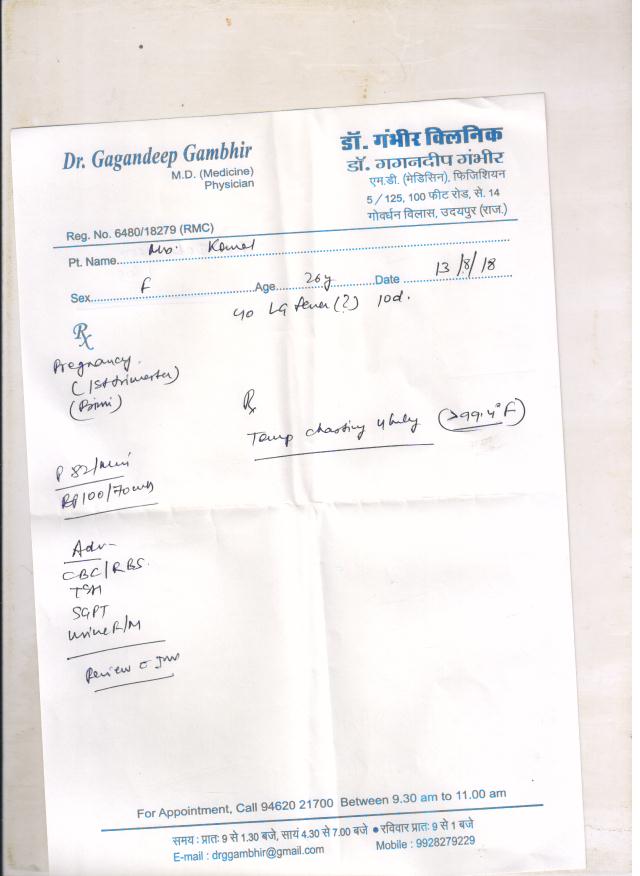 Dr. Gagandeep Gambhir
M.D. (Medicine)
Physician
Reg. No. 6480/18279 (RMC)
डॉ. गंभीर क्लिनिक
डॉ. गगनदीप गंभीर
एम.डी. (मेडिसिन), फिजिशियन
5/125, 100 फीट रोड, से. 14
गोवर्धन विलास, उदयपुर (राज.)
Pt. Name.
Sex. F Age. 26y Date 13/8/18
LG fever (?) 10d.
Rx
Pregnancy.
(1st trimester)
(Primi)
Rx
Temp charting 4hrly (>99.4°F)
P 82/min
BP 100/70
Adv-
CBC/RBS.
TSH
SGPT
Urine R/M
Review c Inv
For Appointment, Call 94620 21700 Between 9.30 am to 11.00 am
समय : प्रातः 9 से 1.30 बजे, सायं 4.30 से 7.00 बजे ● रविवार प्रातः 9 से 1 बजे
E-mail : drggambhir@gmail.com Mobile : 9928279229